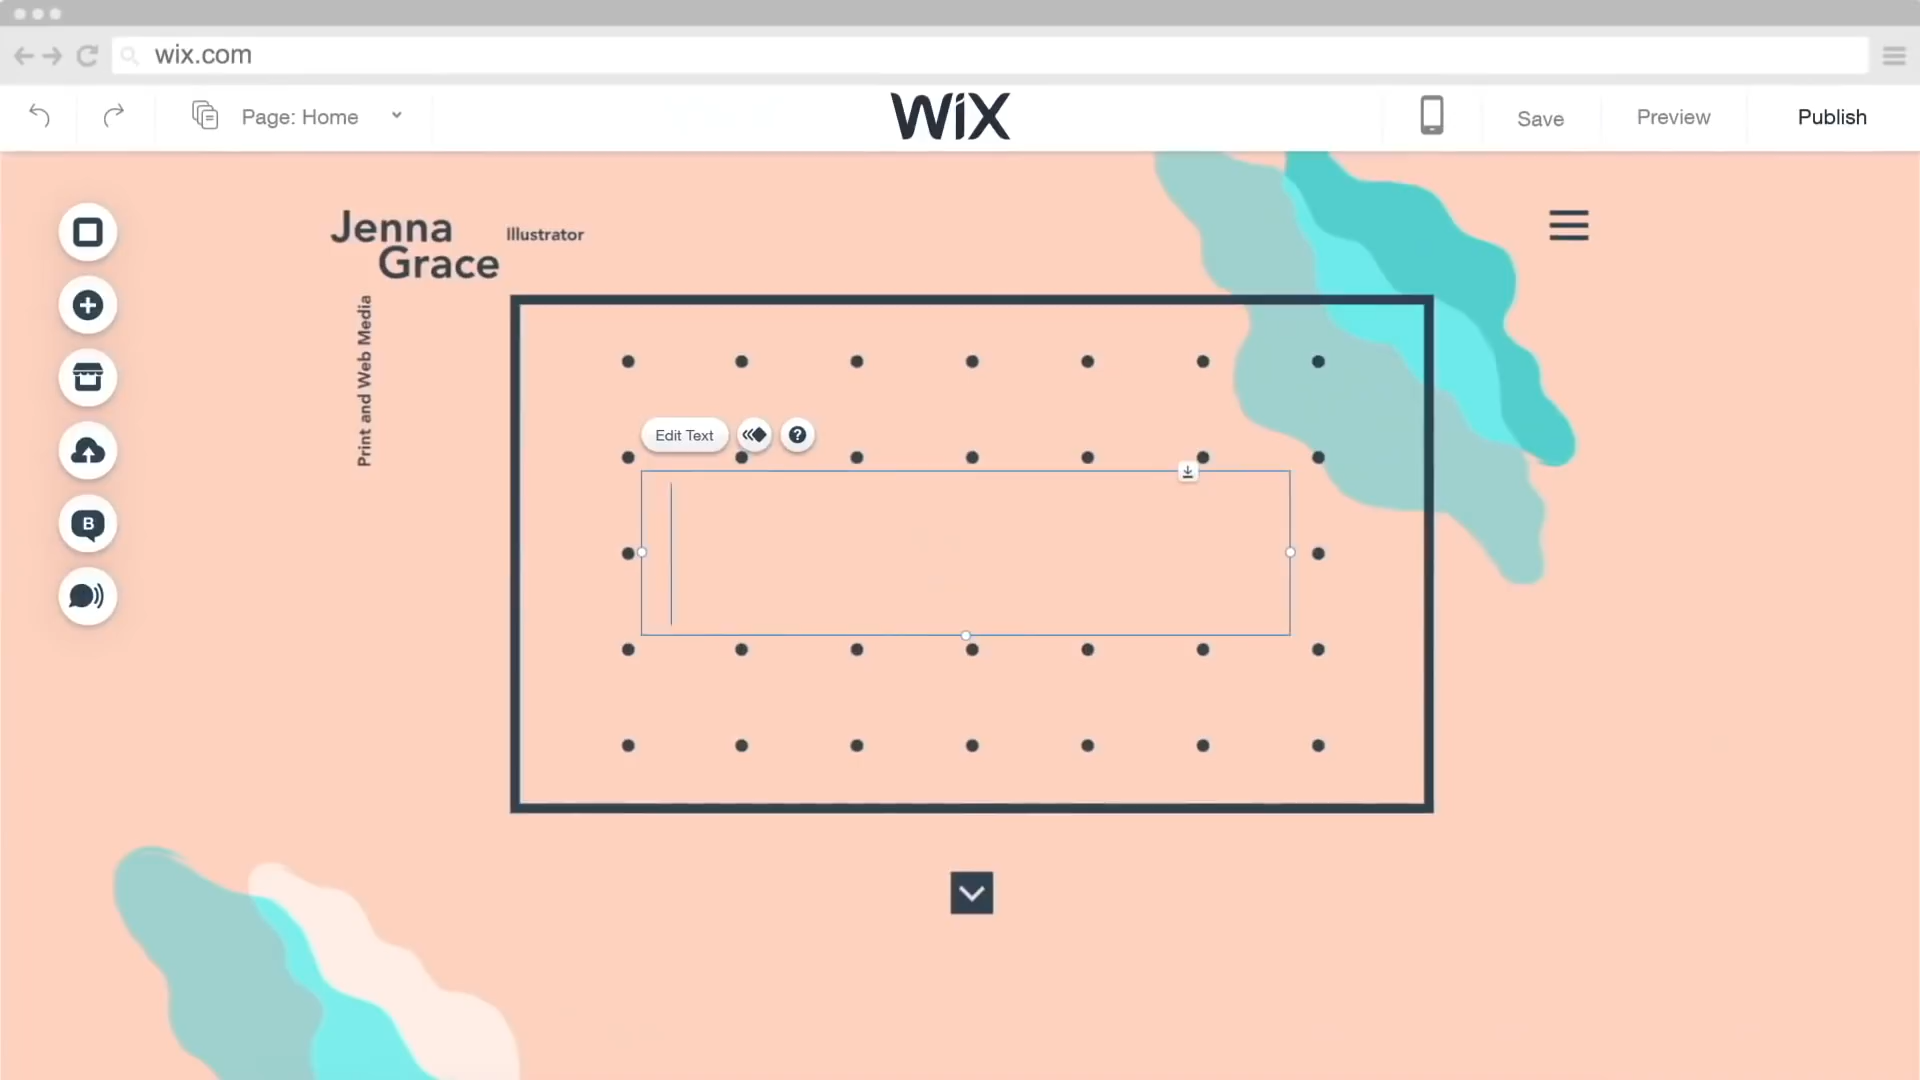 wix.com
Page: Home
WiX
Save
Preview
Publish
Jenna
Grace
Illustrator
Print and Web Media
Edit Text
?
B